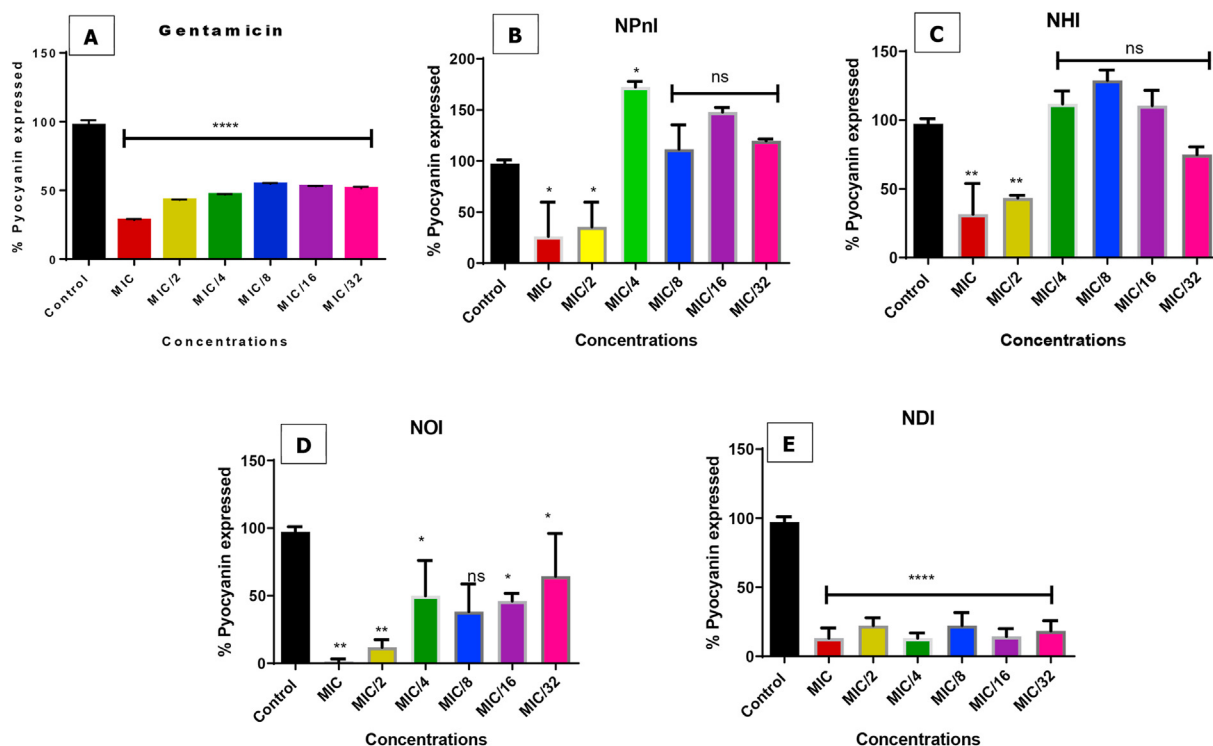 A
Gentamicin
% Pyocyanin expressed
150
100
50
0
****
Control
MIC
MIC/2
MIC/4
MIC/8
MIC/16
MIC/32
Concentrations
B
NPnI
% Pyocyanin expressed
200
150
100
50
0
*
*
*
ns
Control
MIC
MIC/2
MIC/4
MIC/8
MIC/16
MIC/32
Concentrations
C
NHI
% Pyocyanin expressed
150
100
50
0
**
**
ns
Control
MIC
MIC/2
MIC/4
MIC/8
MIC/16
MIC/32
Concentrations
D
NOI
% Pyocyanin expressed
150
100
50
0
**
**
*
ns
*
*
Control
MIC
MIC/2
MIC/4
MIC/8
MIC/16
MIC/32
Concentrations
E
NDI
% Pyocyanin expressed
150
100
50
0
****
Control
MIC
MIC/2
MIC/4
MIC/8
MIC/16
MIC/32
Concentrations